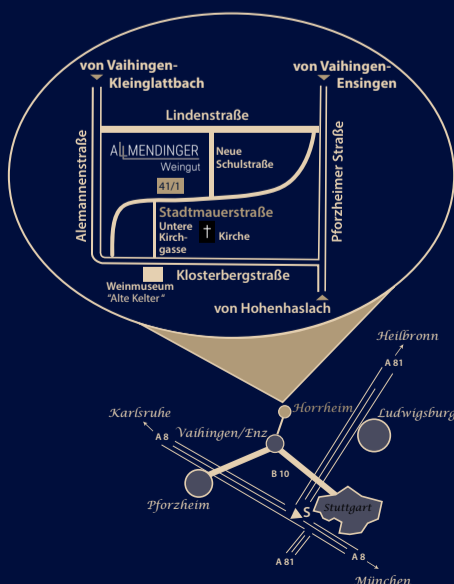 von Vaihingen-
Kleinglattbach
von Vaihingen-
Ensingen
Lindenstraße
Alemannenstraße
ALLMENDINGER
Weingut
41/1
Neue
Schulstraße
Pforzheimer Straße
Stadtmauerstraße
Untere
Kirch-
gasse
Kirche
Klosterbergstraße
Weinmuseum
"Alte Kelter"
von Hohenhaslach
Heilbronn
A 81
Horrheim
Karlsruhe
Ludwigsburg
A 8
Vaihingen/Enz
B 10
Pforzheim
S
Stuttgart
A 81
A 8
München